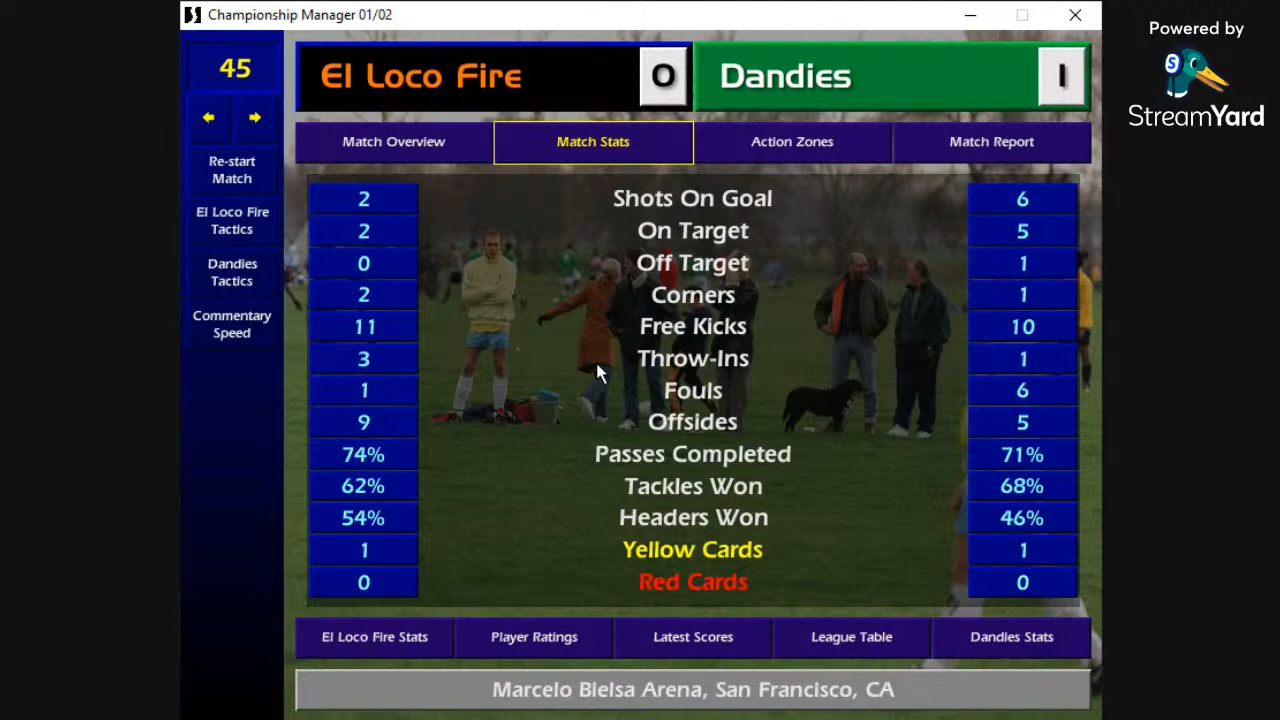 Championship Manager 01/02
Powered by
StreamYard
45
El Loco Fire 0 Dandies 1
Match Overview Match Stats Action Zones Match Report
Re-start
Match
El Loco Fire
Tactics
Dandies
Tactics
Commentary
Speed
2 Shots On Goal 6
2 On Target 5
0 Off Target 1
2 Corners 1
11 Free Kicks 10
3 Throw-Ins 1
1 Fouls 6
9 Offsides 5
74% Passes Completed 71%
62% Tackles Won 68%
54% Headers Won 46%
1 Yellow Cards 1
0 Red Cards 0
El Loco Fire Stats Player Ratings Latest Scores League Table Dandies Stats
Marcelo Bielsa Arena, San Francisco, CA